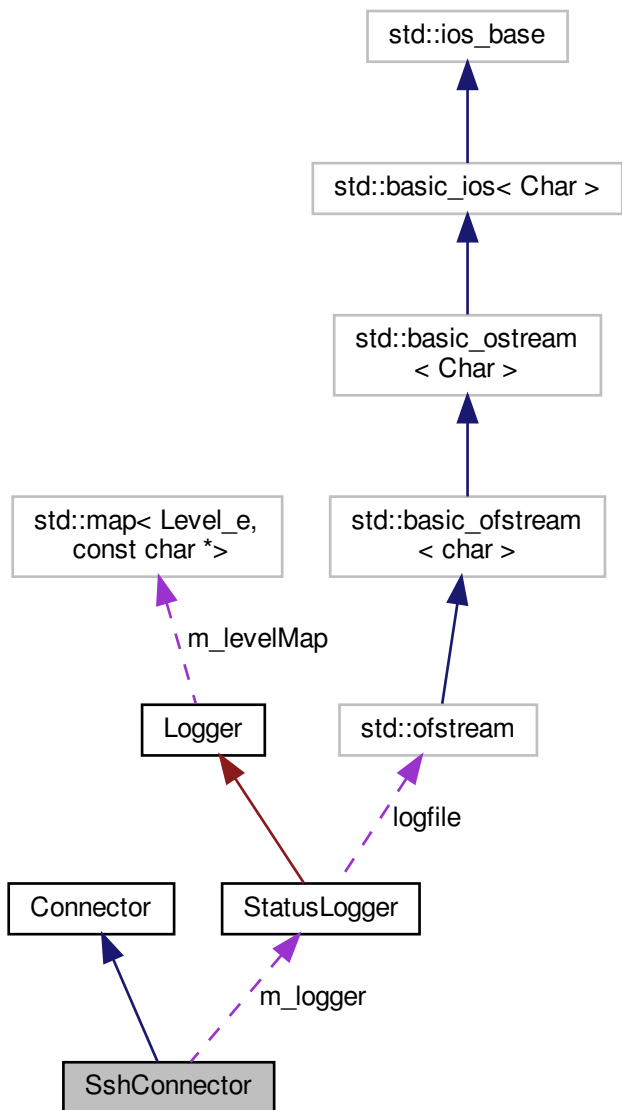 std::ios_base
std::basic_ios< Char >
std::basic_ostream
< Char >
std::map< Level_e,
const char *>
std::basic_ofstream
< char >
m_levelMap
Logger
std::ofstream
logfile
Connector
StatusLogger
m_logger
SshConnector